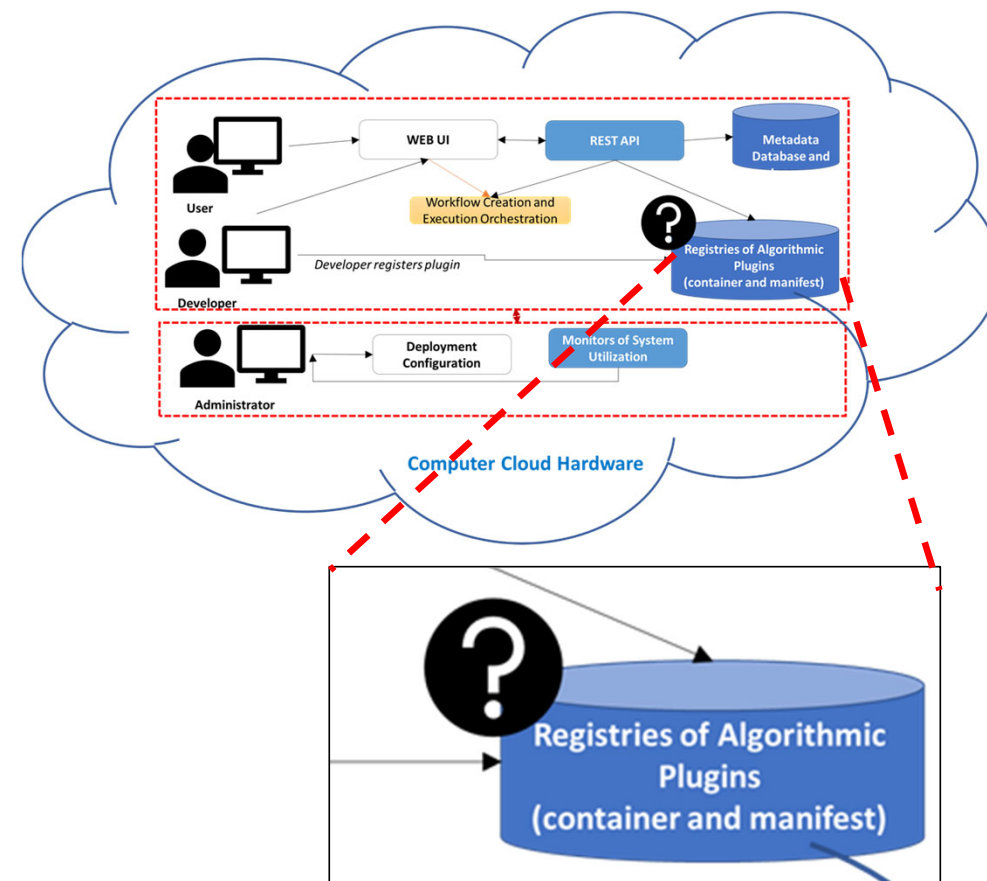 WEB UI
REST API
Metadata
Database and
User
Workflow Creation and
Execution Orchestration
?
Registries of Algorithmic
Plugins
(container and manifest)
Developer registers plugin
Developer
Deployment
Configuration
Monitors of System
Utilization
Administrator
Computer Cloud Hardware
?
Registries of Algorithmic
Plugins
(container and manifest)